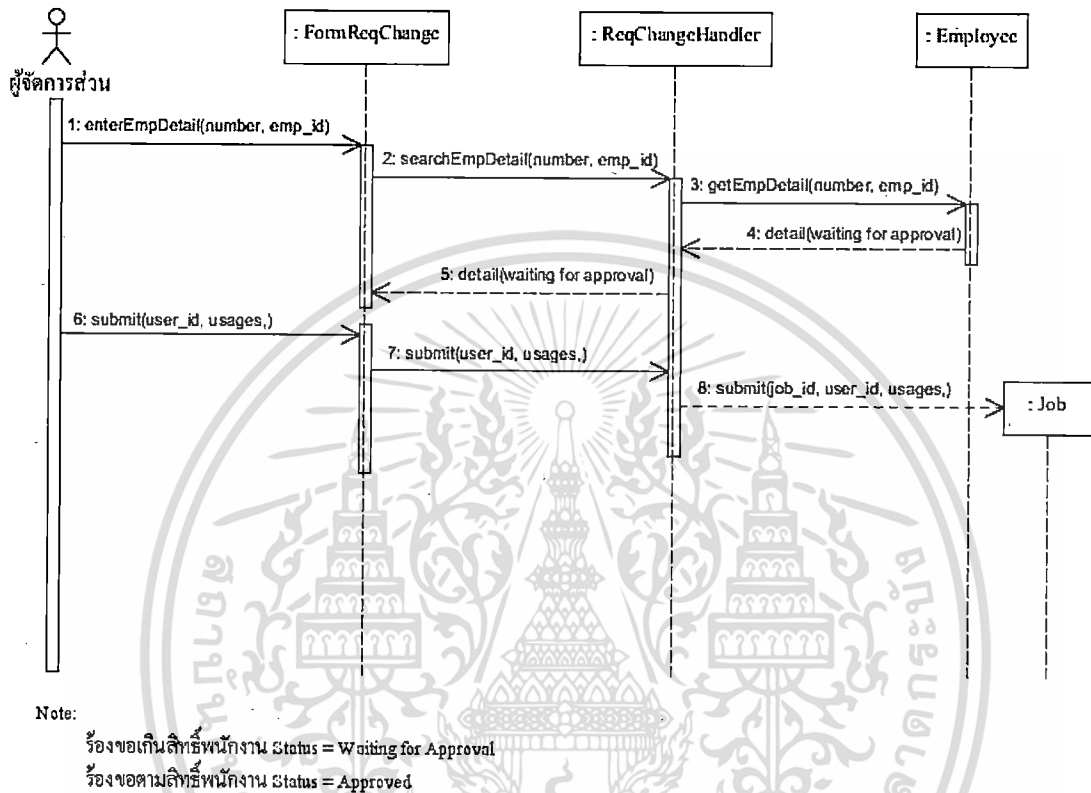 : FormReqChange
: ReqChangeHandler
: Employee
ผู้จัดการส่วน
1: enterEmpDetail(number, emp_id)
2: searchEmpDetail(number, emp_id)
3: getEmpDetail(number, emp_id)
4: detail(waiting for approval)
5: detail(waiting for approval)
6: submit(user_id, usages,)
7: submit(user_id, usages,)
8: submit(job_id, user_id, usages,)
: Job
Note:
ร้องขอเกินสิทธิ์พนักงาน Status = Waiting for Approval
ร้องขอตามสิทธิ์พนักงาน Status = Approved